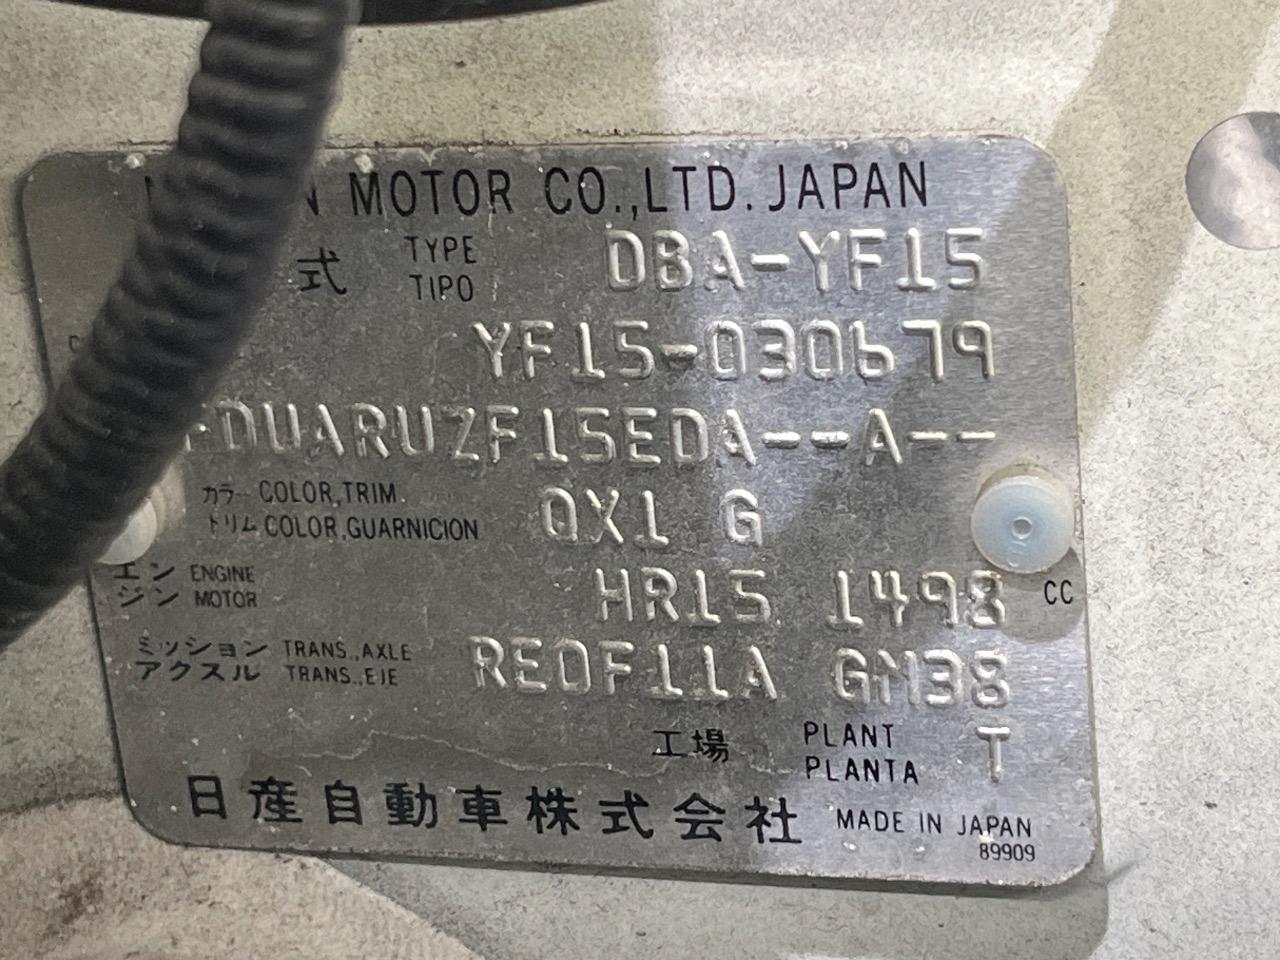 N MOTOR CO.,LTD. JAPAN
式 TYPE TIPO DBA-YF15
YF15-030679
FDUARUZF15EDA--A--
カラー COLOR,TRIM.
トリム COLOR,GUARNICION QX1 G
エン ENGINE
ジン MOTOR HR15 1498 CC
ミッション TRANS.,AXLE
アクスル TRANS.,EJE RE0F11A GM38
工場 PLANT PLANTA T
日産自動車株式会社 MADE IN JAPAN
89909